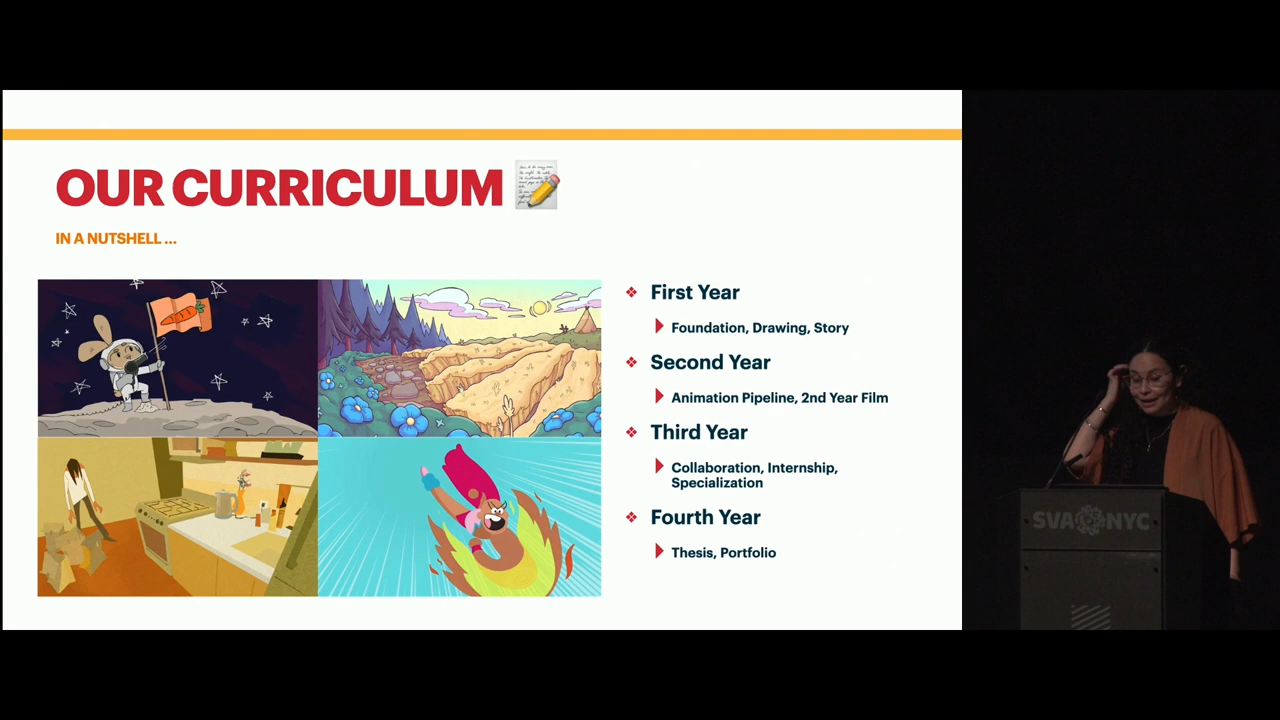 OUR CURRICULUM
IN A NUTSHELL ...
First Year
Foundation, Drawing, Story
Second Year
Animation Pipeline, 2nd Year Film
Third Year
Collaboration, Internship,
Specialization
Fourth Year
Thesis, Portfolio
SVA NYC